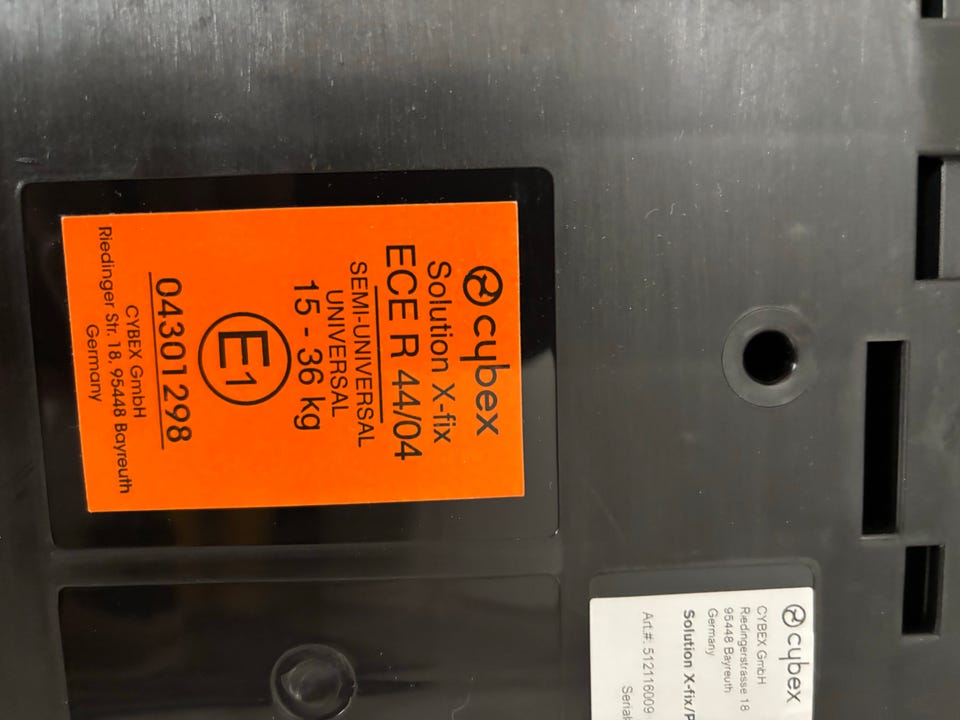 cybex
Solution X-fix
ECE R 44/04
SEMI-UNIVERSAL
UNIVERSAL
15 - 36 kg
E1
04301298
CYBEX GmbH
Riedinger Str. 18, 95448 Bayreuth
Germany
cybex
CYBEX GmbH
Riedingerstrasse 18
95448 Bayreuth
Germany
Solution X-fix/
Art.#: 512116009